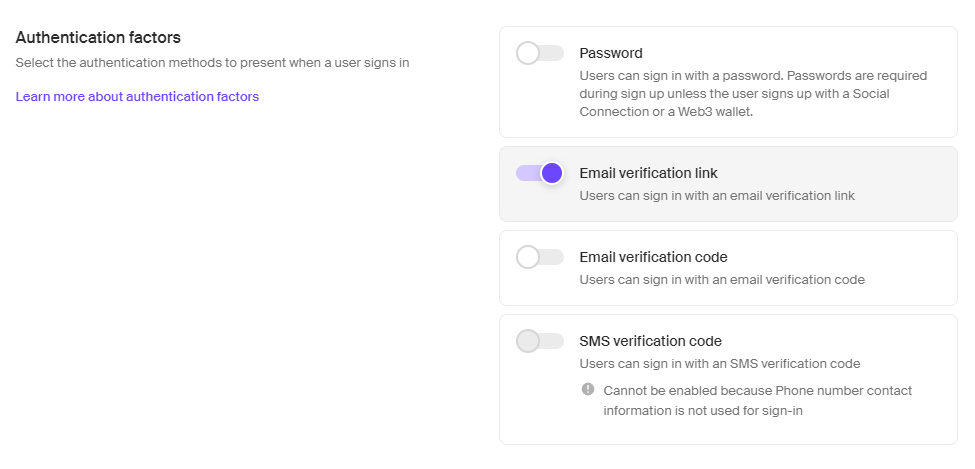 Authentication factors
Select the authentication methods to present when a user signs in
Learn more about authentication factors
Password
Users can sign in with a password. Passwords are required
during sign up unless the user signs up with a Social
Connection or a Web3 wallet.
Email verification link
Users can sign in with an email verification link
Email verification code
Users can sign in with an email verification code
SMS verification code
Users can sign in with an SMS verification code
Cannot be enabled because Phone number contact
information is not used for sign-in